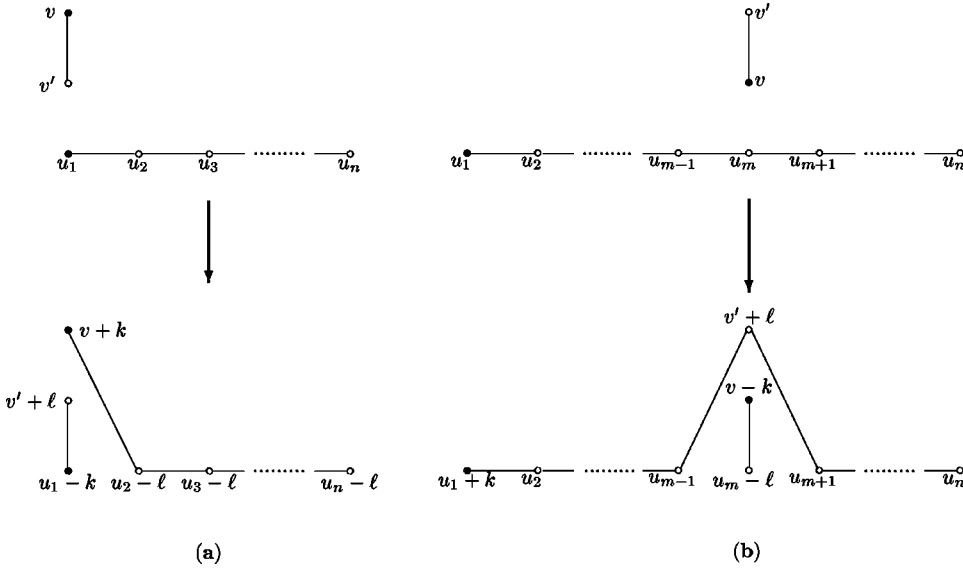 v v′
v′ v
u₁ u₂ u₃ ......... uₙ u₁ u₂ ......... uₘ₋₁ uₘ uₘ₊₁ ......... uₙ
v′ + ℓ
v + k
v′ + ℓ v − k
u₁ − k u₂ − ℓ u₃ − ℓ ......... uₙ − ℓ u₁ + k u₂ ......... uₘ₋₁ uₘ − ℓ uₘ₊₁ ......... uₙ
(a) (b)